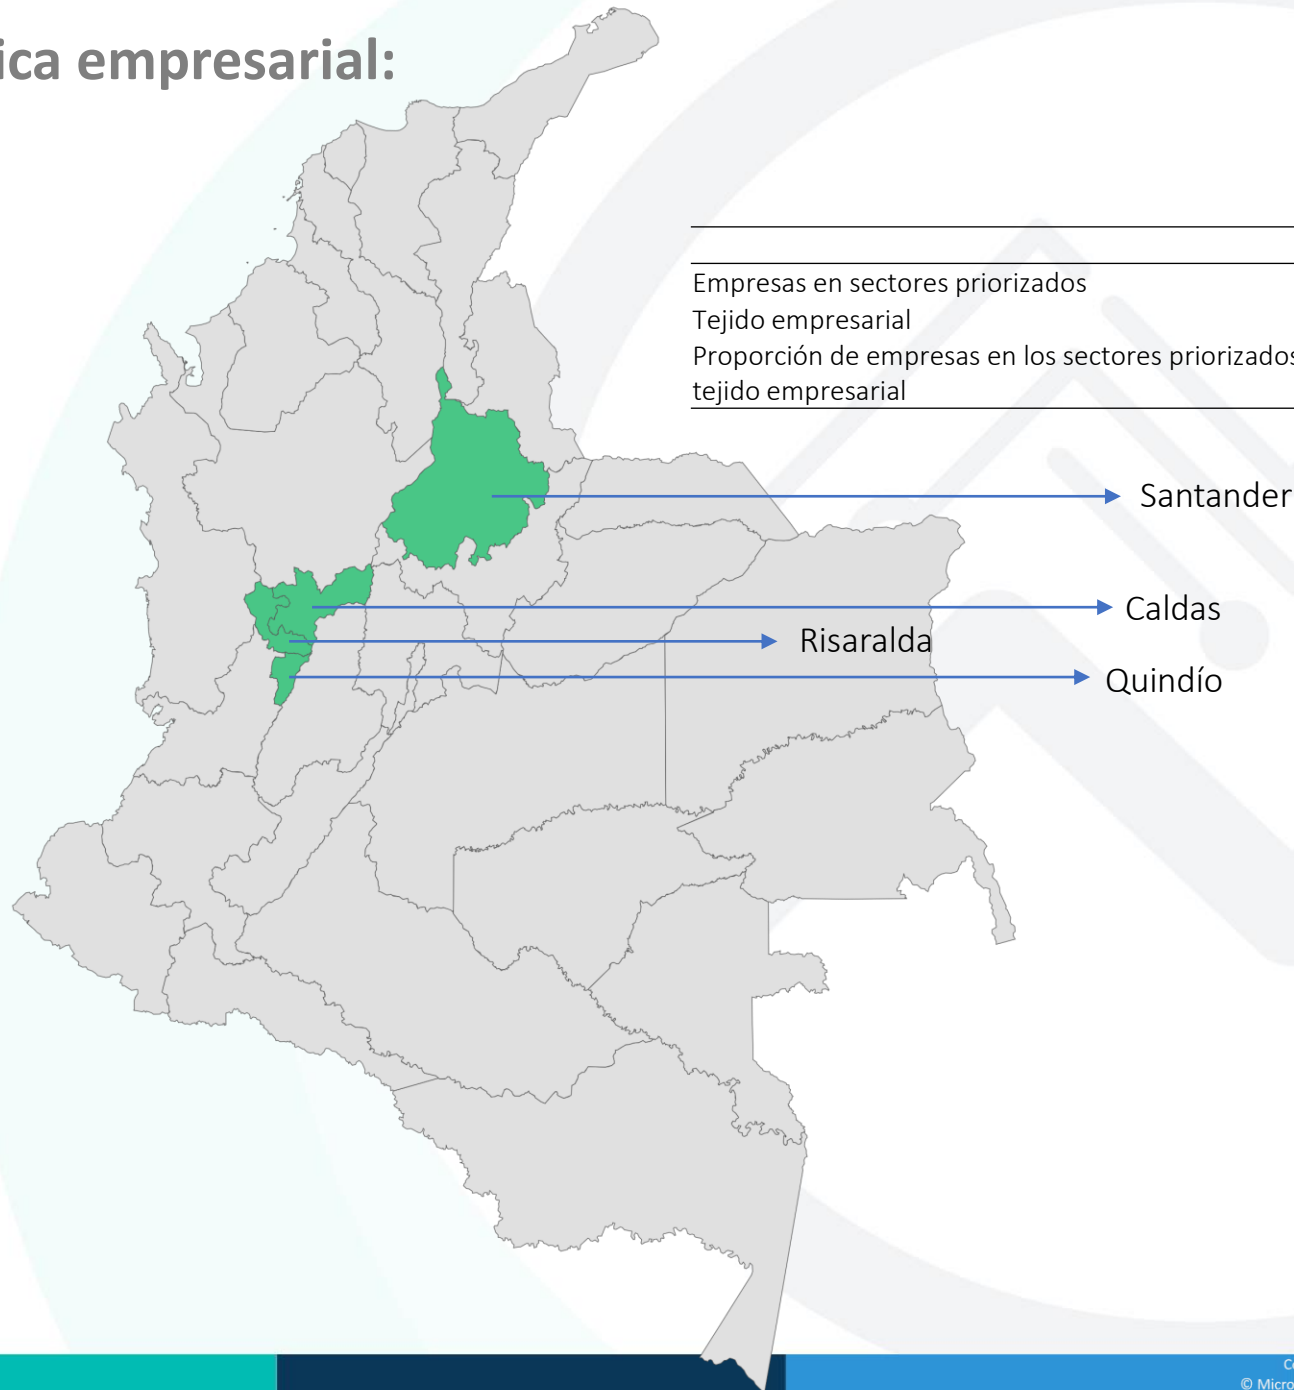 ica empresarial:
Empresas en sectores priorizados
Tejido empresarial
Proporción de empresas en los sectores priorizados
tejido empresarial
Santander
Caldas
Risaralda
Quindío
© Micro